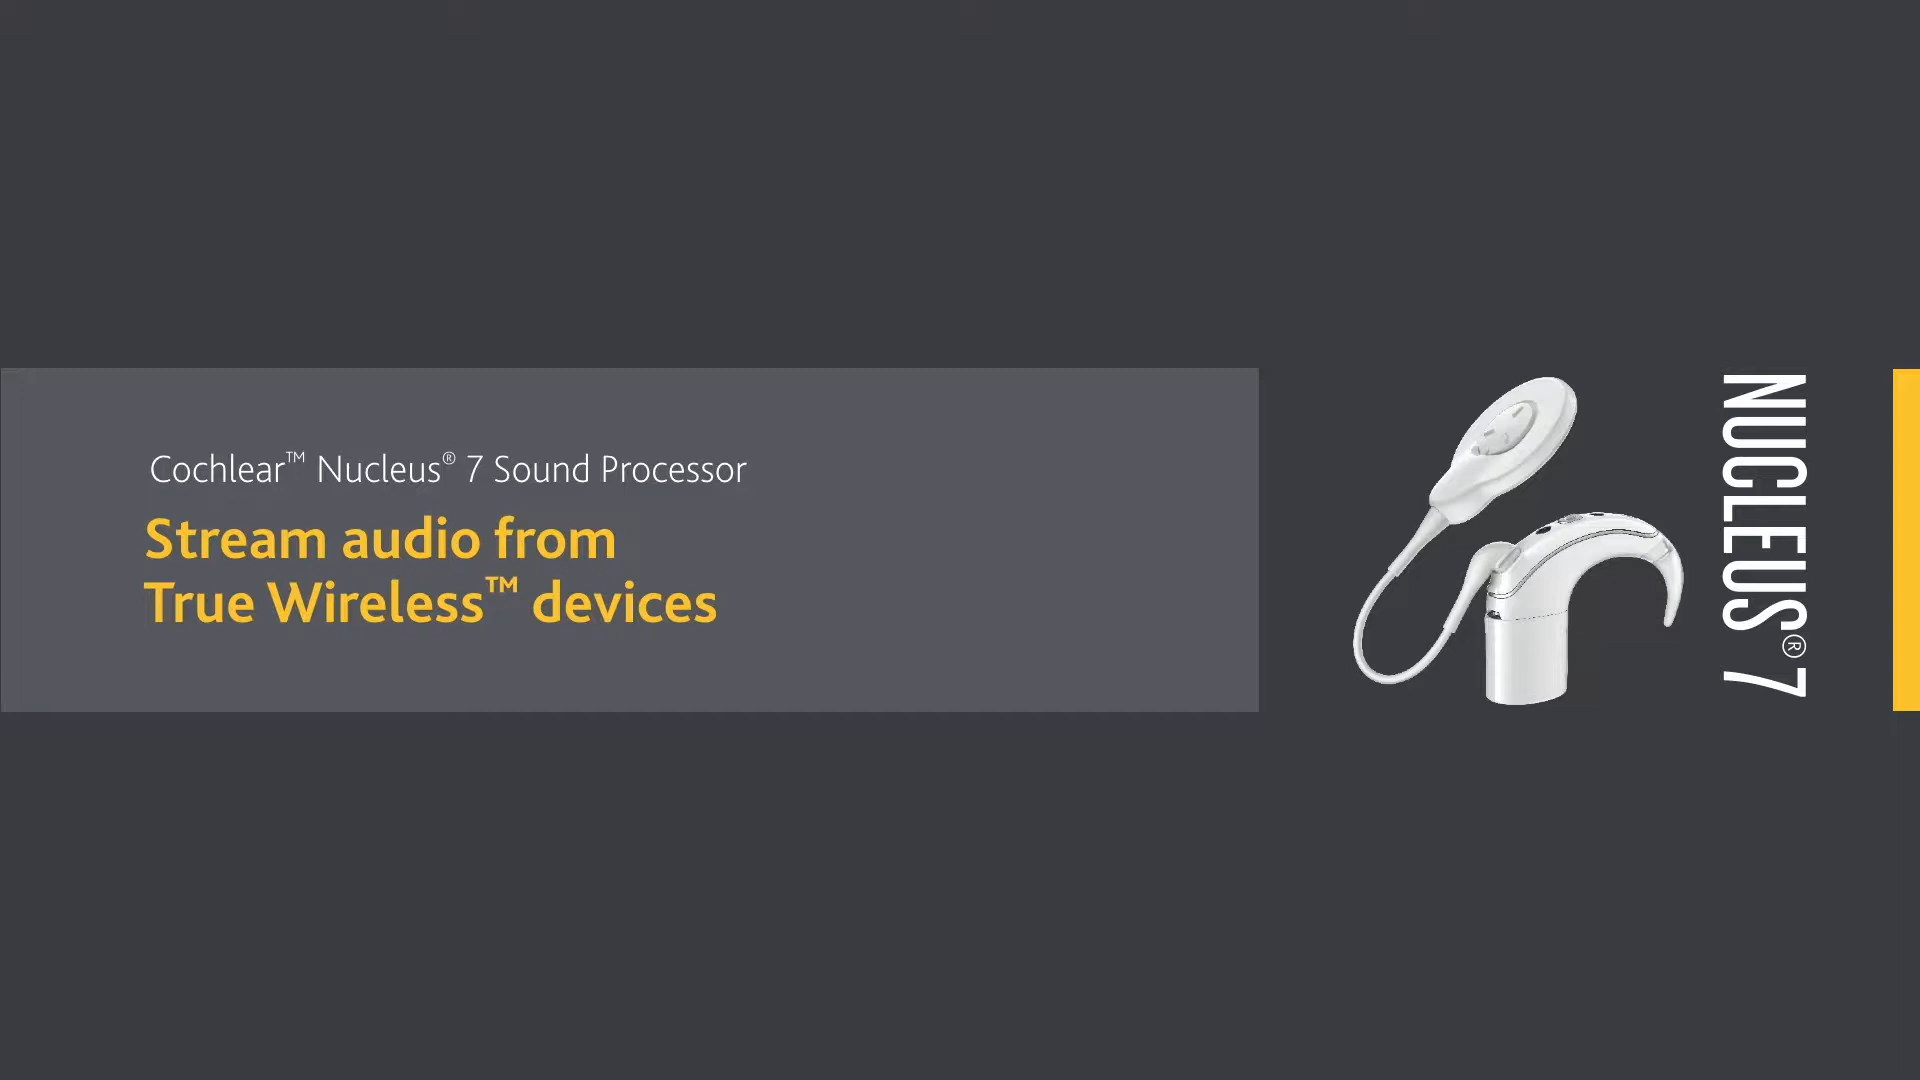 Cochlear™ Nucleus® 7 Sound Processor
Stream audio from
True Wireless™ devices
NUCLEUS® 7